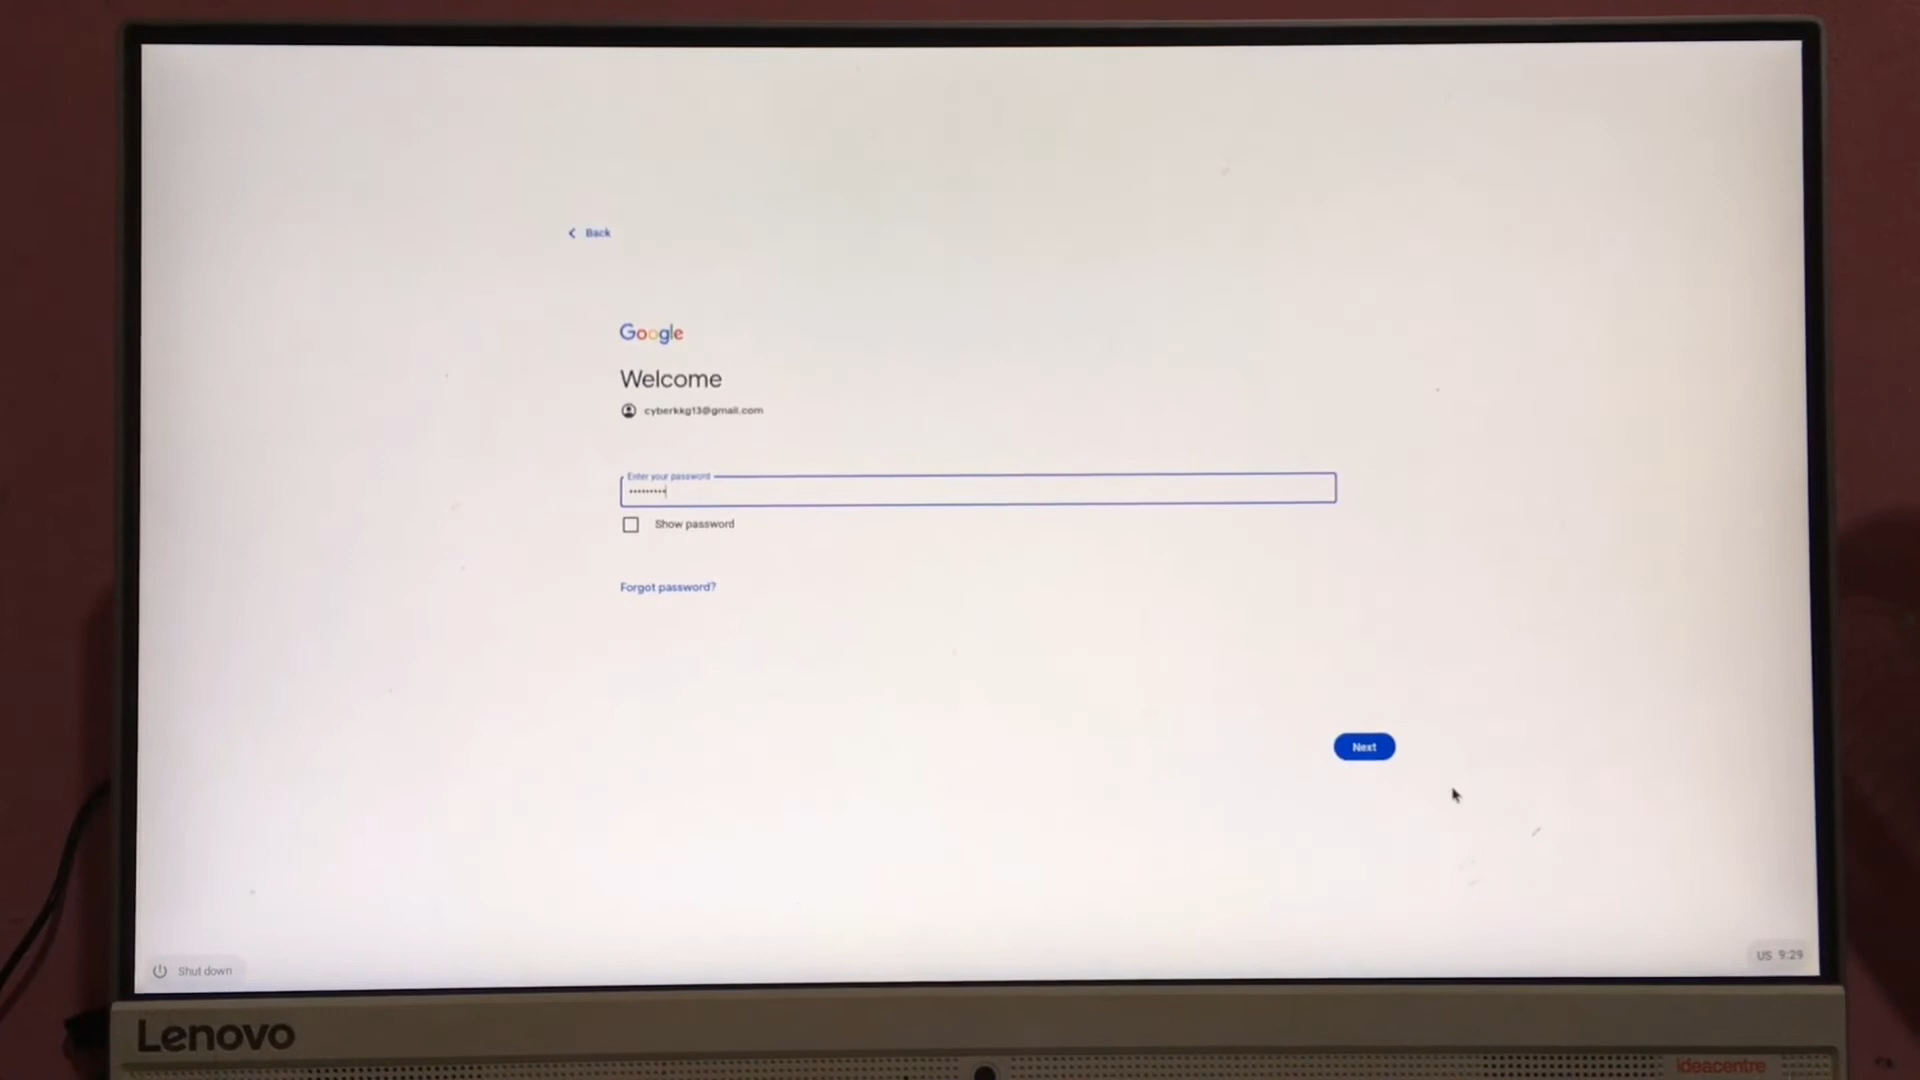 Back
Google
Welcome
cyberkkg13@gmail.com
Enter your password
•••••••••
Show password
Forgot password?
Next
Shut down
US 9:29
Lenovo
ideacentre